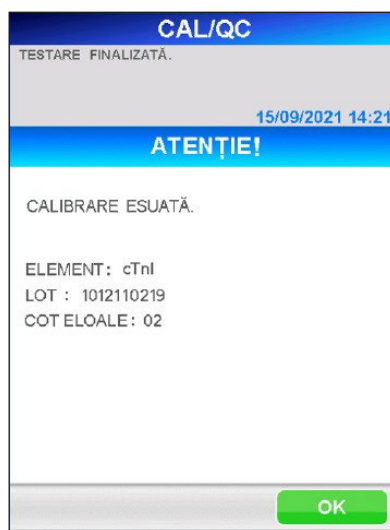 CAL/QC
TESTARE FINALIZATĂ.
15/09/2021 14:21
ATENȚIE!
CALIBRARE ESUATĂ.
ELEMENT: cTnI
LOT : 1012110219
COT ELOALE: 02
OK